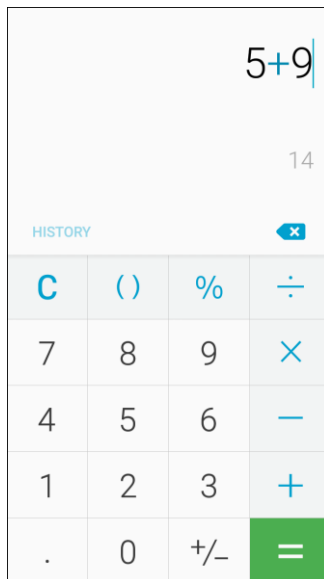 5+9
14
HISTORY
C ( ) % ÷
7 8 9 ×
4 5 6 −
1 2 3 +
. 0 +/− =